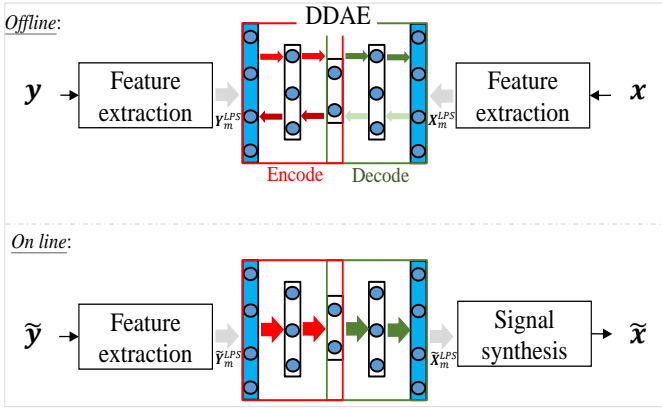 DDAE
Offline:
y
Feature
extraction
Y_m^{LPS}
X_m^{LPS}
Feature
extraction
x
Encode
Decode
On line:
ỹ
Feature
extraction
Ỹ_m^{LPS}
X̃_m^{LPS}
Signal
synthesis
x̃